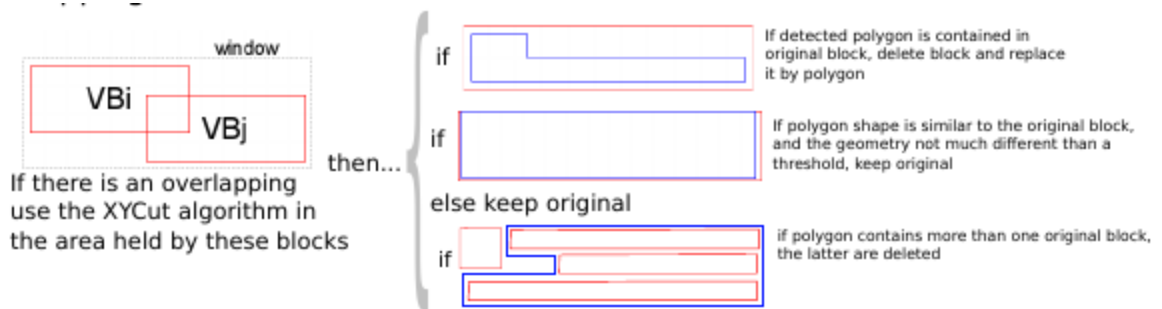 window
VBi
VBj
If there is an overlapping
use the XYCut algorithm in
the area held by these blocks
then...
if
If detected polygon is contained in
original block, delete block and replace
it by polygon
if
If polygon shape is similar to the original block,
and the geometry not much different than a
threshold, keep original
else keep original
if
if polygon contains more than one original block,
the latter are deleted